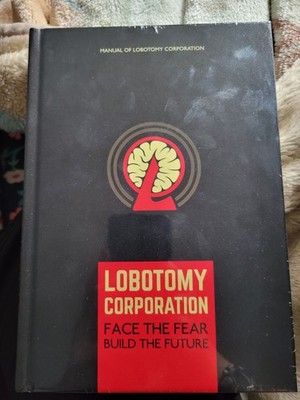 MANUAL OF LOBOTOMY CORPORATION
LOBOTOMY
CORPORATION
FACE THE FEAR
BUILD THE FUTURE